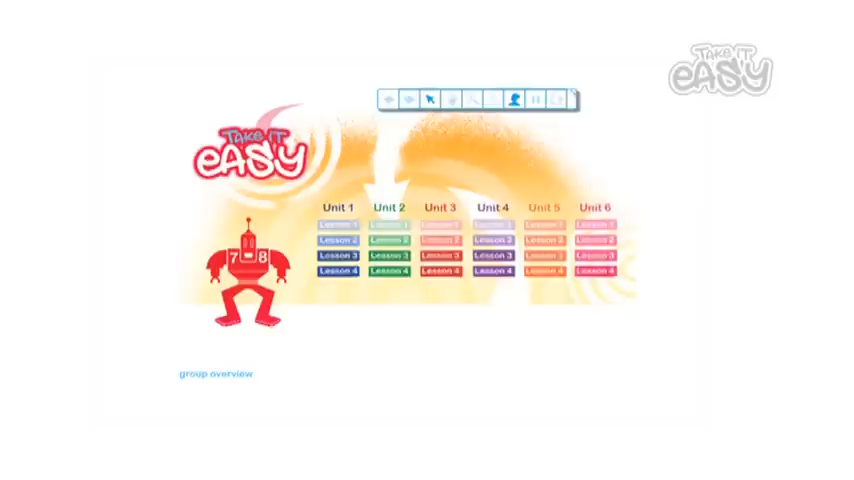 TAKE IT
eASY
TAKE IT
eASY
Unit 1 Unit 2 Unit 3 Unit 4 Unit 5 Unit 6
Lesson 1 Lesson 1 Lesson 1 Lesson 1 Lesson 1 Lesson 1
Lesson 2 Lesson 2 Lesson 2 Lesson 2 Lesson 2 Lesson 2
Lesson 3 Lesson 3 Lesson 3 Lesson 3 Lesson 3 Lesson 3
Lesson 4 Lesson 4 Lesson 4 Lesson 4 Lesson 4 Lesson 4
7 8
group overview